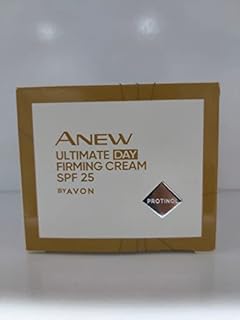 ANEW
ULTIMATE DAY
FIRMING CREAM
SPF 25
BY AVON
PROTINOL